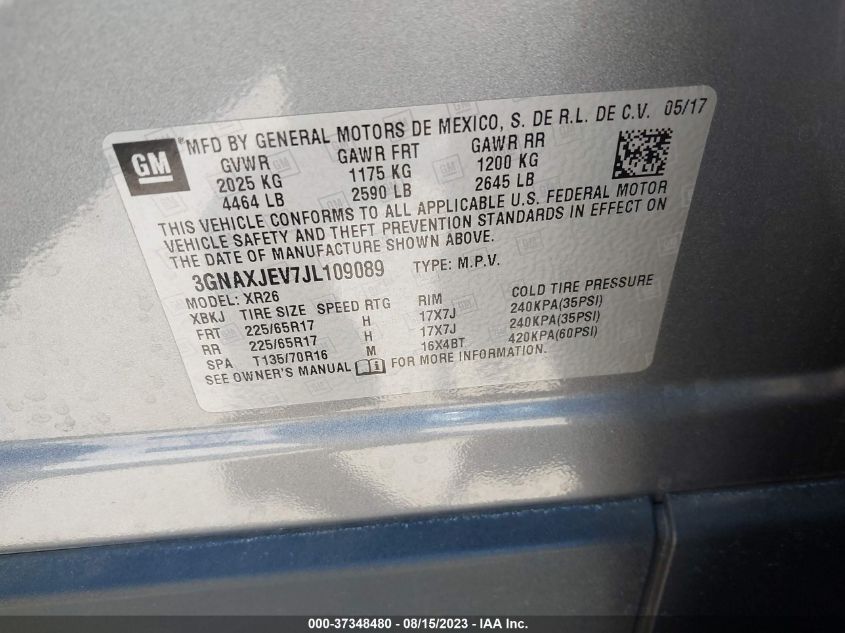 GM
MFD BY GENERAL MOTORS DE MEXICO, S. DE R.L. DE C.V. 05/17
GVWR GAWR FRT GAWR RR
2025 KG 1175 KG 1200 KG
4464 LB 2590 LB 2645 LB
THIS VEHICLE CONFORMS TO ALL APPLICABLE U.S. FEDERAL MOTOR
VEHICLE SAFETY AND THEFT PREVENTION STANDARDS IN EFFECT ON
THE DATE OF MANUFACTURE SHOWN ABOVE.
3GNAXJEV7JL109089 TYPE: M.P.V.
MODEL: XR26
XBKJ TIRE SIZE SPEED RTG RIM COLD TIRE PRESSURE
FRT 225/65R17 H 17X7J 240KPA(35PSI)
RR 225/65R17 H 17X7J 240KPA(35PSI)
SPA T135/70R16 M 16X4BT 420KPA(60PSI)
SEE OWNER'S MANUAL FOR MORE INFORMATION.
000-37348480 - 08/15/2023 - IAA Inc.